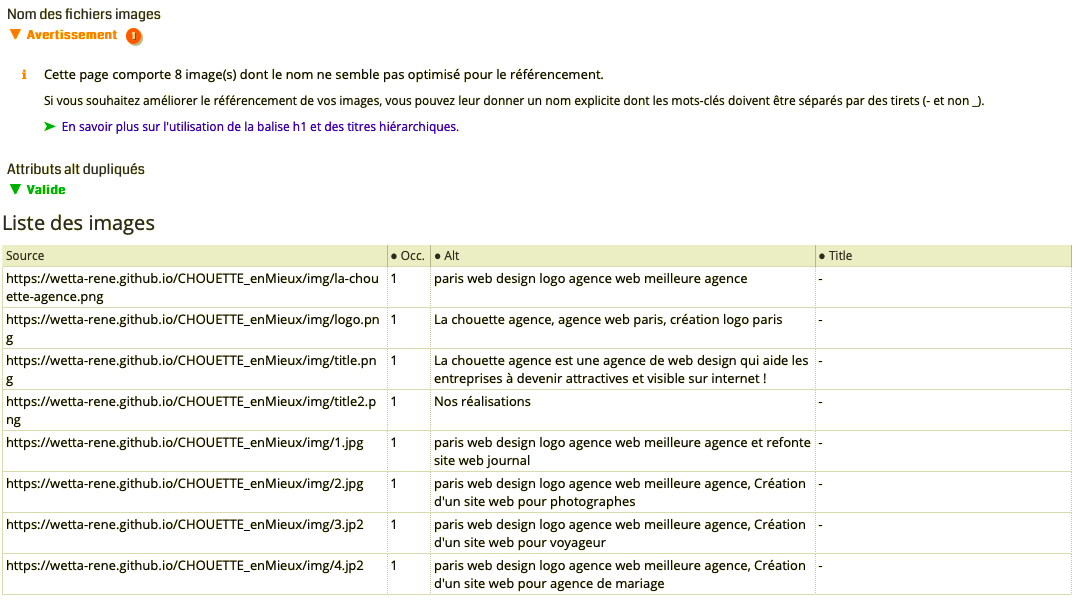 Nom des fichiers images
▼ Avertissement 1
i Cette page comporte 8 image(s) dont le nom ne semble pas optimisé pour le référencement.
Si vous souhaitez améliorer le référencement de vos images, vous pouvez leur donner un nom explicite dont les mots-clés doivent être séparés par des tirets (- et non _).
➤ En savoir plus sur l'utilisation de la balise h1 et des titres hiérarchiques.
Attributs alt dupliqués
▼ Valide
Liste des images
Source ● Occ. ● Alt ● Title
https://wetta-rene.github.io/CHOUETTE_enMieux/img/la-chou 1 paris web design logo agence web meilleure agence -
ette-agence.png
https://wetta-rene.github.io/CHOUETTE_enMieux/img/logo.pn 1 La chouette agence, agence web paris, création logo paris -
g
https://wetta-rene.github.io/CHOUETTE_enMieux/img/title.pn 1 La chouette agence est une agence de web design qui aide les -
g entreprises à devenir attractives et visible sur internet !
https://wetta-rene.github.io/CHOUETTE_enMieux/img/title2.p 1 Nos réalisations -
ng
https://wetta-rene.github.io/CHOUETTE_enMieux/img/1.jpg 1 paris web design logo agence web meilleure agence et refonte -
site web journal
https://wetta-rene.github.io/CHOUETTE_enMieux/img/2.jpg 1 paris web design logo agence web meilleure agence, Création -
d'un site web pour photographes
https://wetta-rene.github.io/CHOUETTE_enMieux/img/3.jp2 1 paris web design logo agence web meilleure agence, Création -
d'un site web pour voyageur
https://wetta-rene.github.io/CHOUETTE_enMieux/img/4.jp2 1 paris web design logo agence web meilleure agence, Création -
d'un site web pour agence de mariage